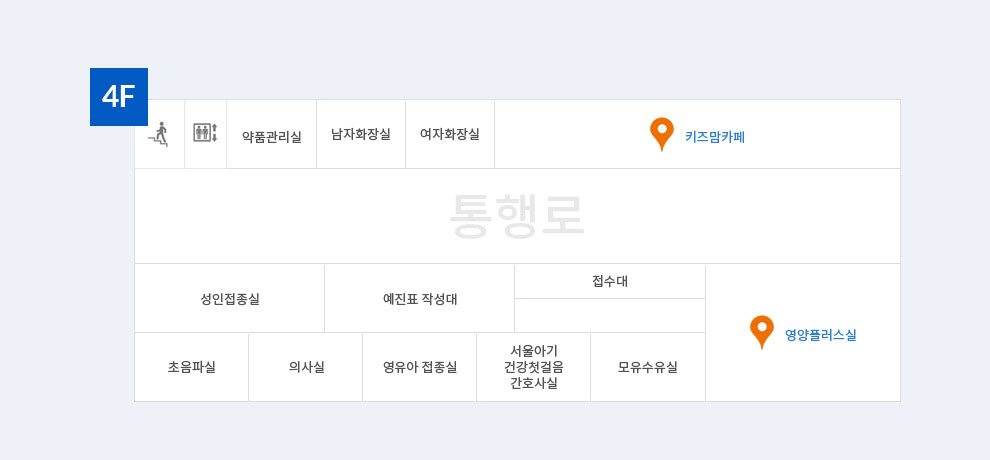 4F
약품관리실
남자화장실
여자화장실
키즈맘카페
통행로
성인접종실
예진표 작성대
접수대
영양플러스실
초음파실
의사실
영유아 접종실
서울아기
건강첫걸음
간호사실
모유수유실